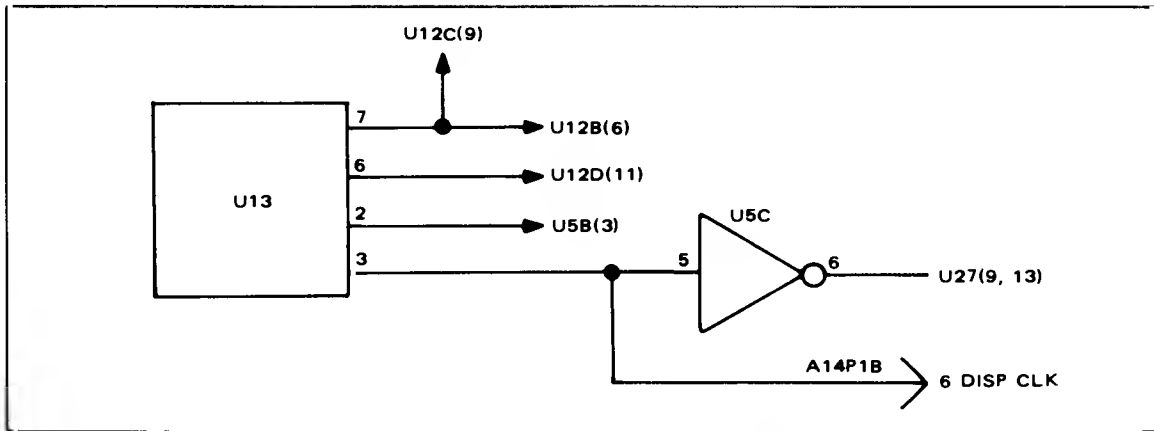 U12C(9)
7
U12B(6)
6
U12D(11)
U13
2
U5B(3)
U5C
3
5
6
U27(9, 13)
A14P1B
6 DISP CLK